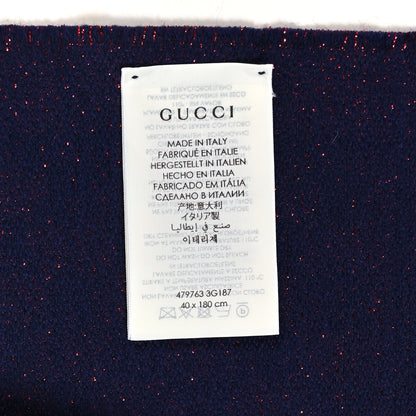 GUCCI
MADE IN ITALY
FABRIQUÉ EN ITALIE
HERGESTELLT IN ITALIEN
HECHO EN ITALIA
FABRICADO EM ITÁLIA
СДЕЛАНО В ИТАЛИИ
产地:意大利
イタリア製
صنع في إيطاليا
이태리제
479763 3G187
40 x 180 cm